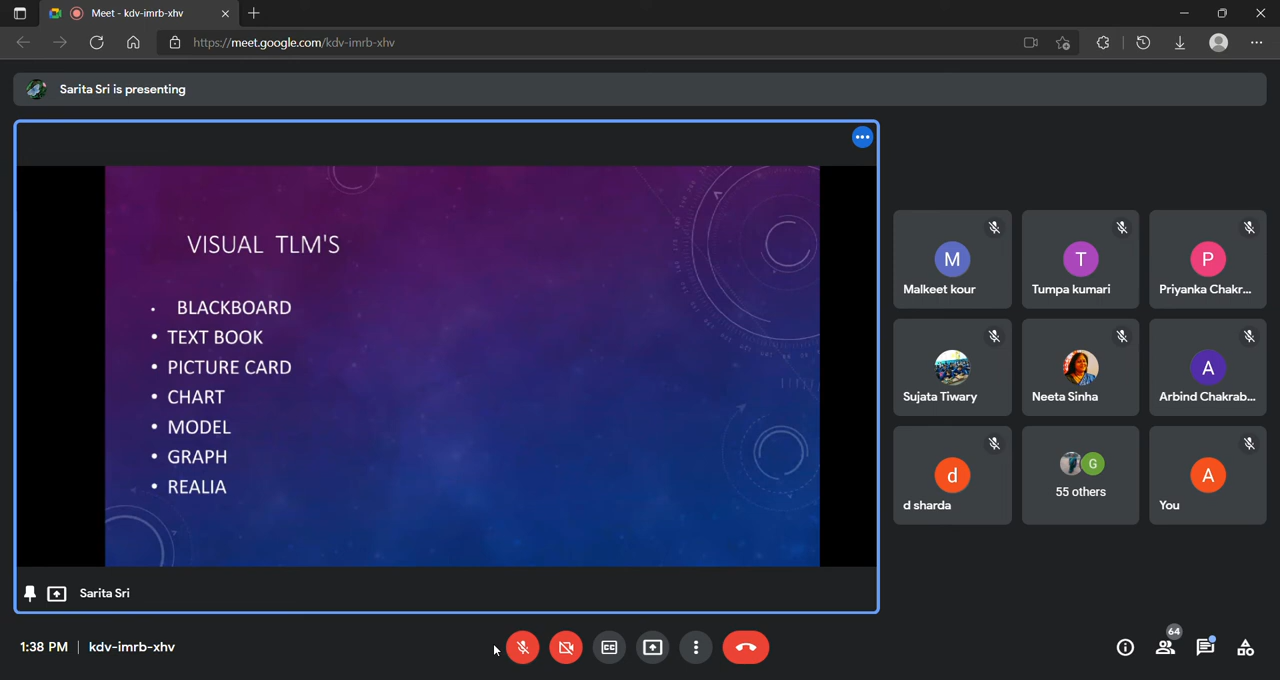 Meet - kdv-imrb-xhv
https://meet.google.com/kdv-imrb-xhv
Sarita Sri is presenting
VISUAL TLM'S
• BLACKBOARD
• TEXT BOOK
• PICTURE CARD
• CHART
• MODEL
• GRAPH
• REALIA
Sarita Sri
M
Malkeet kour
T
Tumpa kumari
P
Priyanka Chakr...
Sujata Tiwary
Neeta Sinha
A
Arbind Chakrab...
d
d sharda
G
55 others
A
You
1:38 PM | kdv-imrb-xhv
CC
64